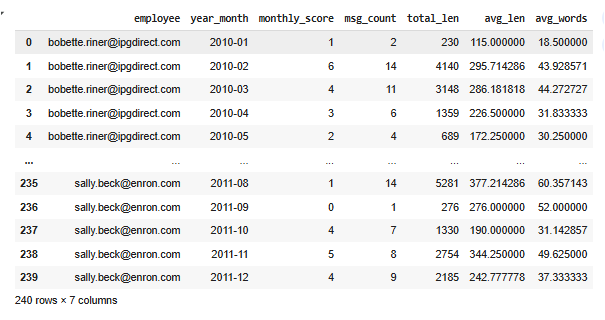 employee year_month monthly_score msg_count total_len avg_len avg_words
0 bobette.riner@ipgdirect.com 2010-01 1 2 230 115.000000 18.500000
1 bobette.riner@ipgdirect.com 2010-02 6 14 4140 295.714286 43.928571
2 bobette.riner@ipgdirect.com 2010-03 4 11 3148 286.181818 44.272727
3 bobette.riner@ipgdirect.com 2010-04 3 6 1359 226.500000 31.833333
4 bobette.riner@ipgdirect.com 2010-05 2 4 689 172.250000 30.250000
... ... ... ... ... ... ... ...
235 sally.beck@enron.com 2011-08 1 14 5281 377.214286 60.357143
236 sally.beck@enron.com 2011-09 0 1 276 276.000000 52.000000
237 sally.beck@enron.com 2011-10 4 7 1330 190.000000 31.142857
238 sally.beck@enron.com 2011-11 5 8 2754 344.250000 49.625000
239 sally.beck@enron.com 2011-12 4 9 2185 242.777778 37.333333
240 rows × 7 columns